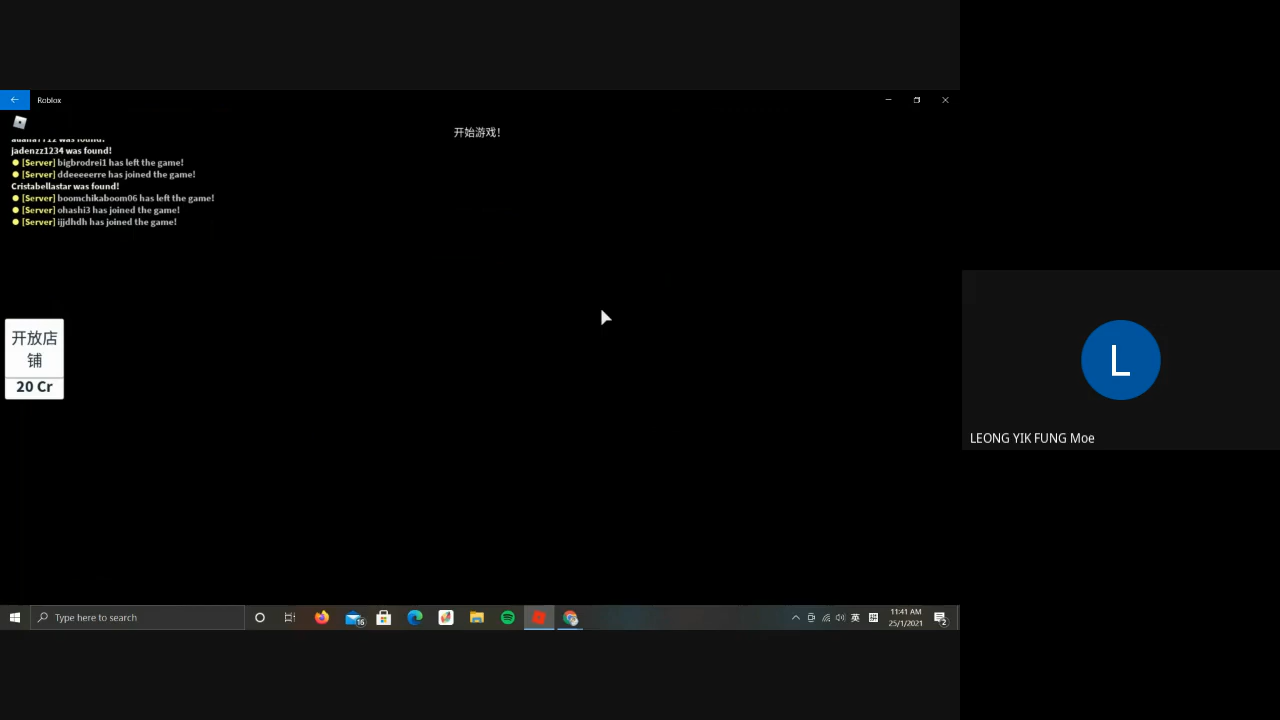 Roblox
开始游戏!
jadenzz1234 was found!
[Server] bigbrodrei1 has left the game!
[Server] ddeeeeerre has joined the game!
Cristabellastar was found!
[Server] boomchikaboom06 has left the game!
[Server] ohashi3 has joined the game!
[Server] ijjdhdh has joined the game!
开放店
铺
20 Cr
L
LEONG YIK FUNG Moe
Type here to search
16
英
拼
11:41 AM
25/1/2021
2